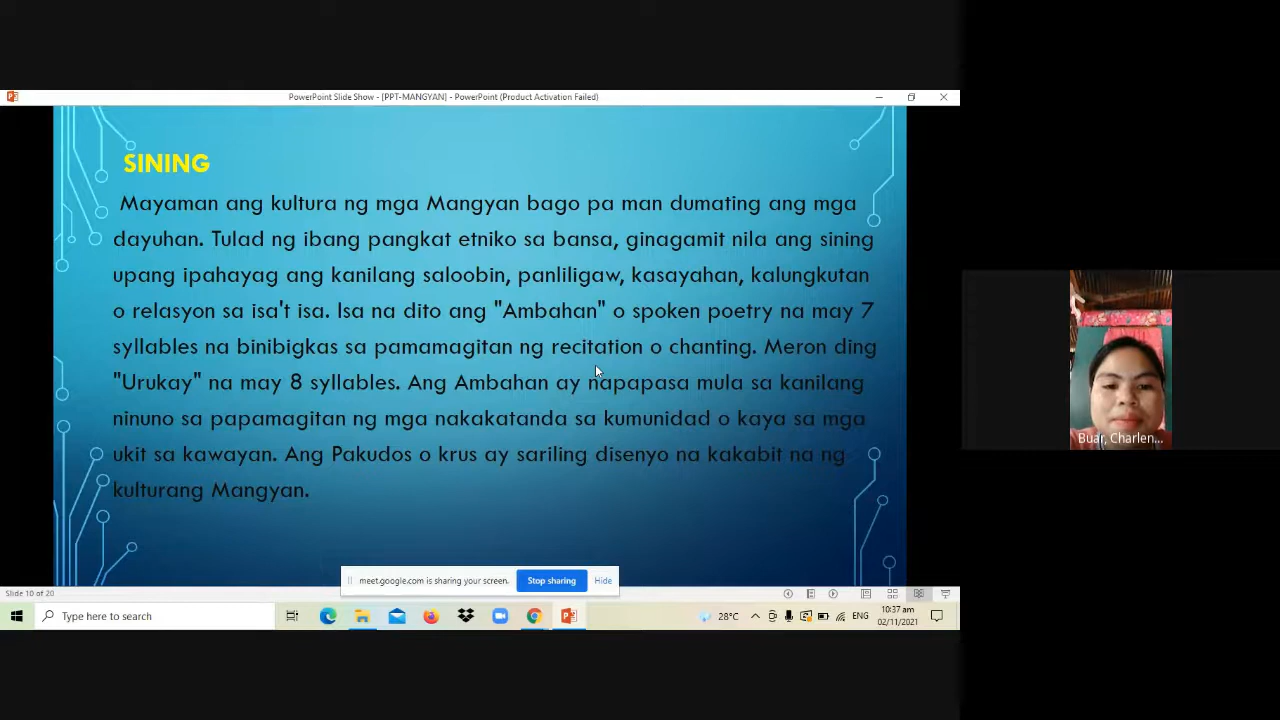 PowerPoint Slide Show - [PPT-MANGYAN] - PowerPoint (Product Activation Failed)
SINING
Mayaman ang kultura ng mga Mangyan bago pa man dumating ang mga
dayuhan. Tulad ng ibang pangkat etniko sa bansa, ginagamit nila ang sining
upang ipahayag ang kanilang saloobin, panliligaw, kasayahan, kalungkutan
o relasyon sa isa't isa. Isa na dito ang "Ambahan" o spoken poetry na may 7
syllables na binibigkas sa pamamagitan ng recitation o chanting. Meron ding
"Urukay" na may 8 syllables. Ang Ambahan ay napapasa mula sa kanilang
ninuno sa papamagitan ng mga nakakatanda sa kumunidad o kaya sa mga
ukit sa kawayan. Ang Pakudos o krus ay sariling disenyo na kakabit na ng
kulturang Mangyan.
Buar, Charlen...
meet.google.com is sharing your screen.
Stop sharing
Hide
Slide 10 of 20
Type here to search
28°C
ENG
10:37 am
02/11/2021